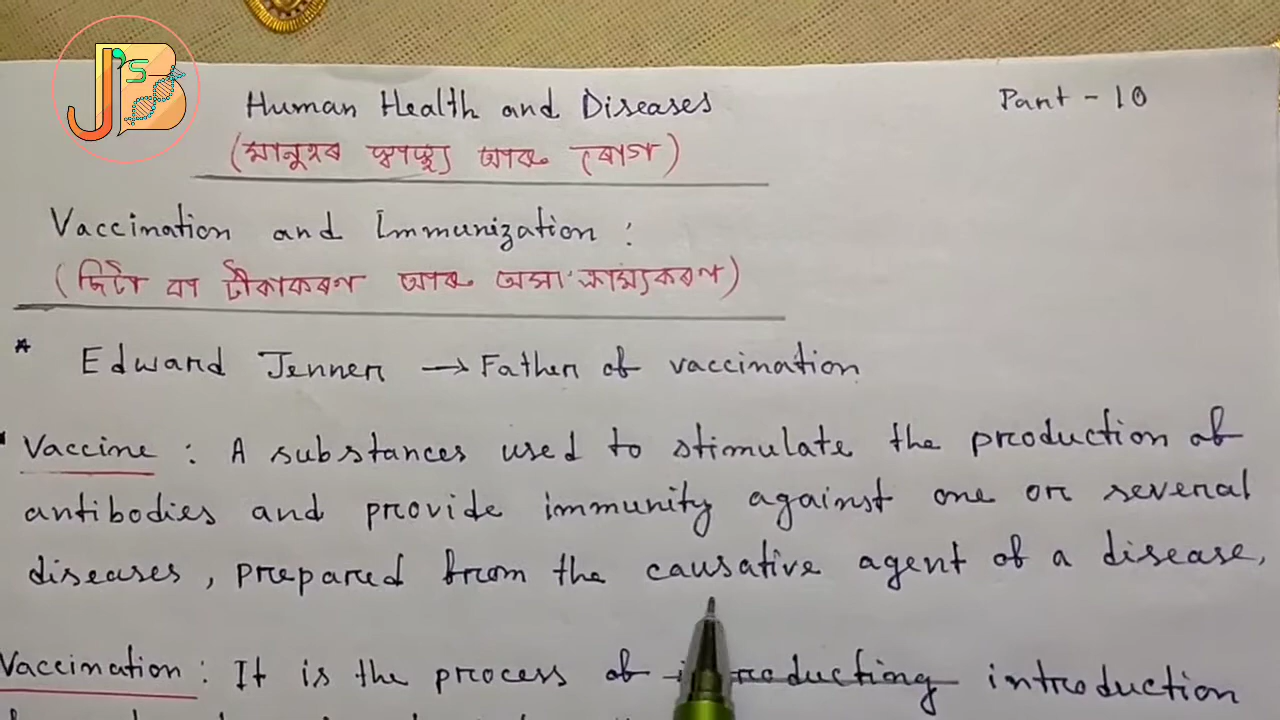 J's B
Human Health and Diseases
Part - 10
(মানুহৰ স্বাস্থ্য আৰু ৰোগ)
Vaccination and Immunization :
(ছিটা বা টীকাকৰণ আৰু অসংক্ৰাম্যকৰণ)
* Edward Jenner → Father of vaccination
Vaccine : A substances used to stimulate the production of
antibodies and provide immunity against one or several
diseases, prepared from the causative agent of a disease,
Vaccination : It is the process of introducting introduction